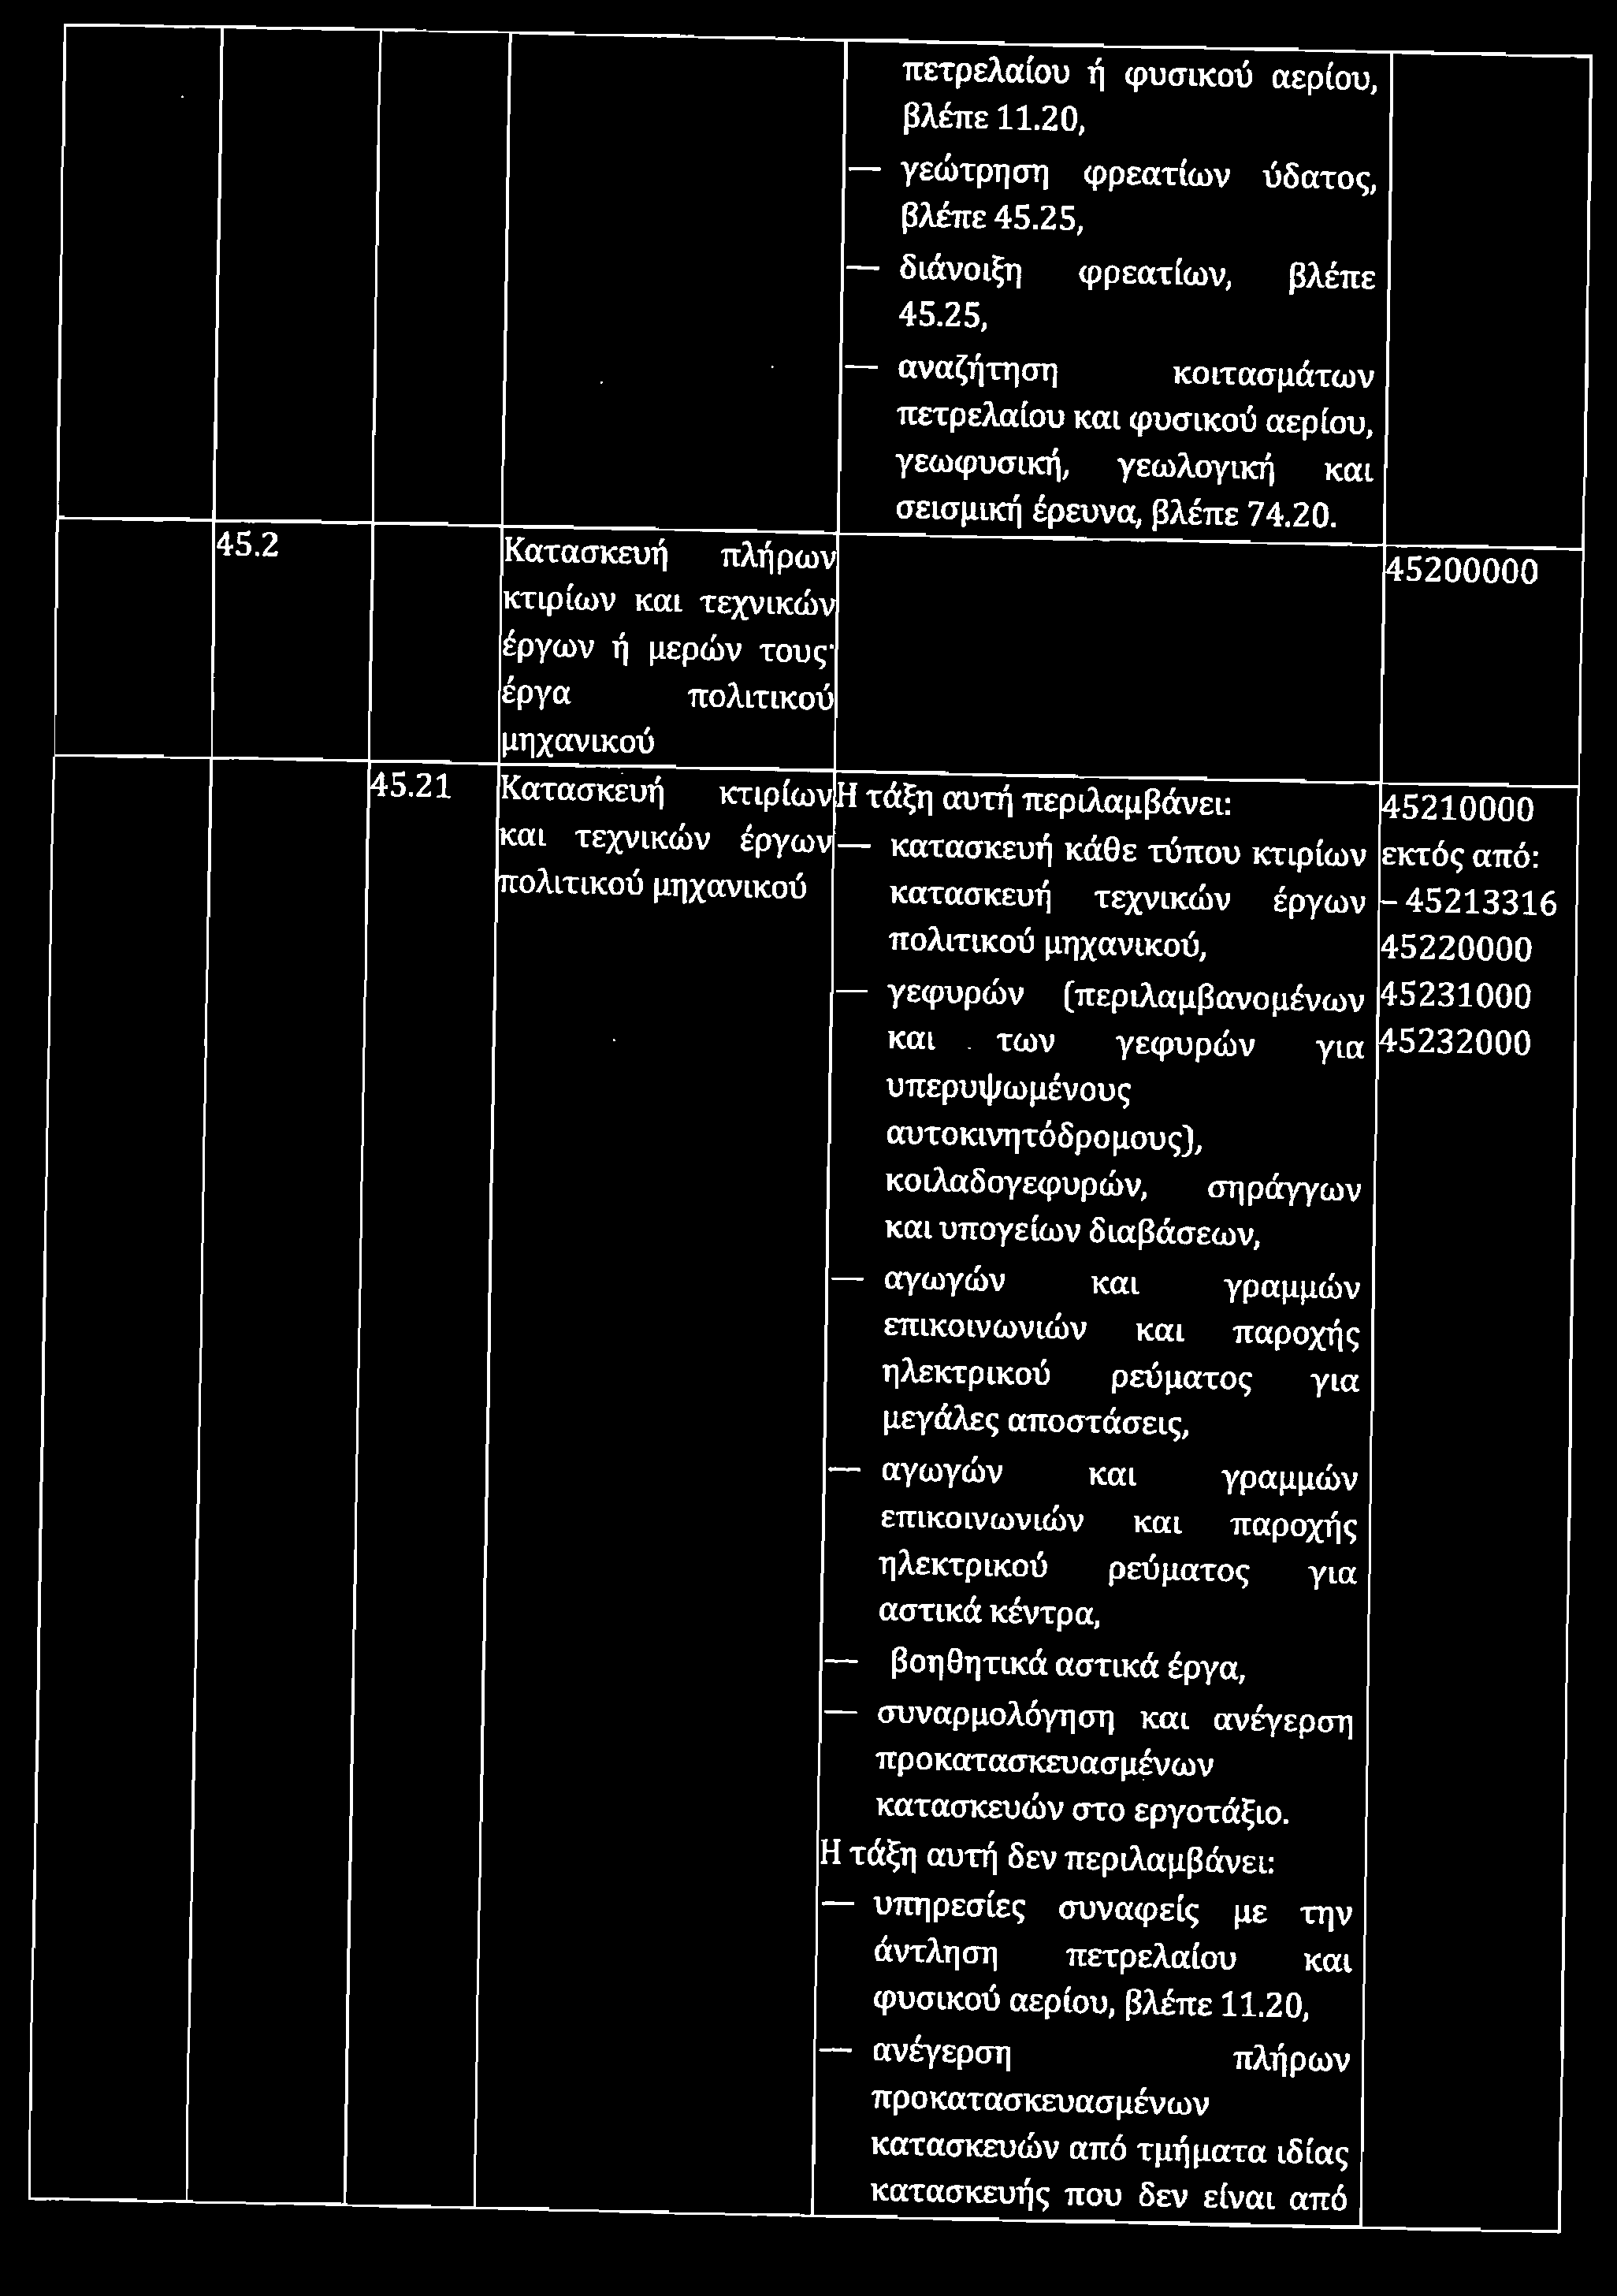 πετρελαίου ή φυσικού αερίου,
βλέπε 11.20,
— γεώτρηση φρεατίων ύδατος,
βλέπε 45.25,
— διάνοιξη φρεατίων, βλέπε
45.25,
— αναζήτηση κοιτασμάτων
πετρελαίου και φυσικού αερίου,
γεωφυσική, γεωλογική και
σεισμική έρευνα, βλέπε 74.20.
45.2
Κατασκευή πλήρων
κτιρίων και τεχνικών
έργων ή μερών τους·
έργα πολιτικού
μηχανικού
45200000
45.21
Κατασκευή κτιρίων
και τεχνικών έργων
πολιτικού μηχανικού
Η τάξη αυτή περιλαμβάνει:
— κατασκευή κάθε τύπου κτιρίων
κατασκευή τεχνικών έργων
πολιτικού μηχανικού,
— γεφυρών (περιλαμβανομένων
και των γεφυρών για
υπερυψωμένους
αυτοκινητόδρομους),
κοιλαδογεφυρών, σηράγγων
και υπογείων διαβάσεων,
— αγωγών και γραμμών
επικοινωνιών και παροχής
ηλεκτρικού ρεύματος για
μεγάλες αποστάσεις,
— αγωγών και γραμμών
επικοινωνιών και παροχής
ηλεκτρικού ρεύματος για
αστικά κέντρα,
— βοηθητικά αστικά έργα,
— συναρμολόγηση και ανέγερση
προκατασκευασμένων
κατασκευών στο εργοτάξιο.
Η τάξη αυτή δεν περιλαμβάνει:
— υπηρεσίες συναφείς με την
άντληση πετρελαίου και
φυσικού αερίου, βλέπε 11.20,
— ανέγερση πλήρων
προκατασκευασμένων
κατασκευών από τμήματα ιδίας
κατασκευής που δεν είναι από
45210000
εκτός από:
- 45213316
45220000
45231000
45232000